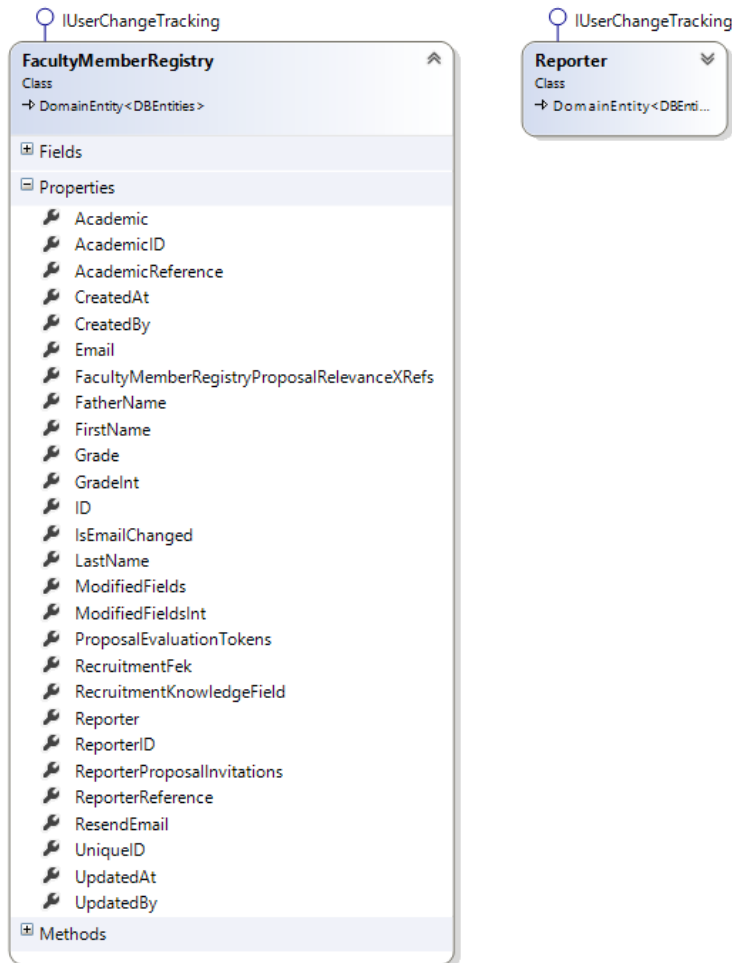 IUserChangeTracking
FacultyMemberRegistry
Class
DomainEntity<DBEntities>
Fields
Properties
Academic
AcademicID
AcademicReference
CreatedAt
CreatedBy
Email
FacultyMemberRegistryProposalRelevanceXRefs
FatherName
FirstName
Grade
GradeInt
ID
IsEmailChanged
LastName
ModifiedFields
ModifiedFieldsInt
ProposalEvaluationTokens
RecruitmentFek
RecruitmentKnowledgeField
Reporter
ReporterID
ReporterProposalInvitations
ReporterReference
ResendEmail
UniqueID
UpdatedAt
UpdatedBy
Methods
IUserChangeTracking
Reporter
Class
DomainEntity<DBEnti...